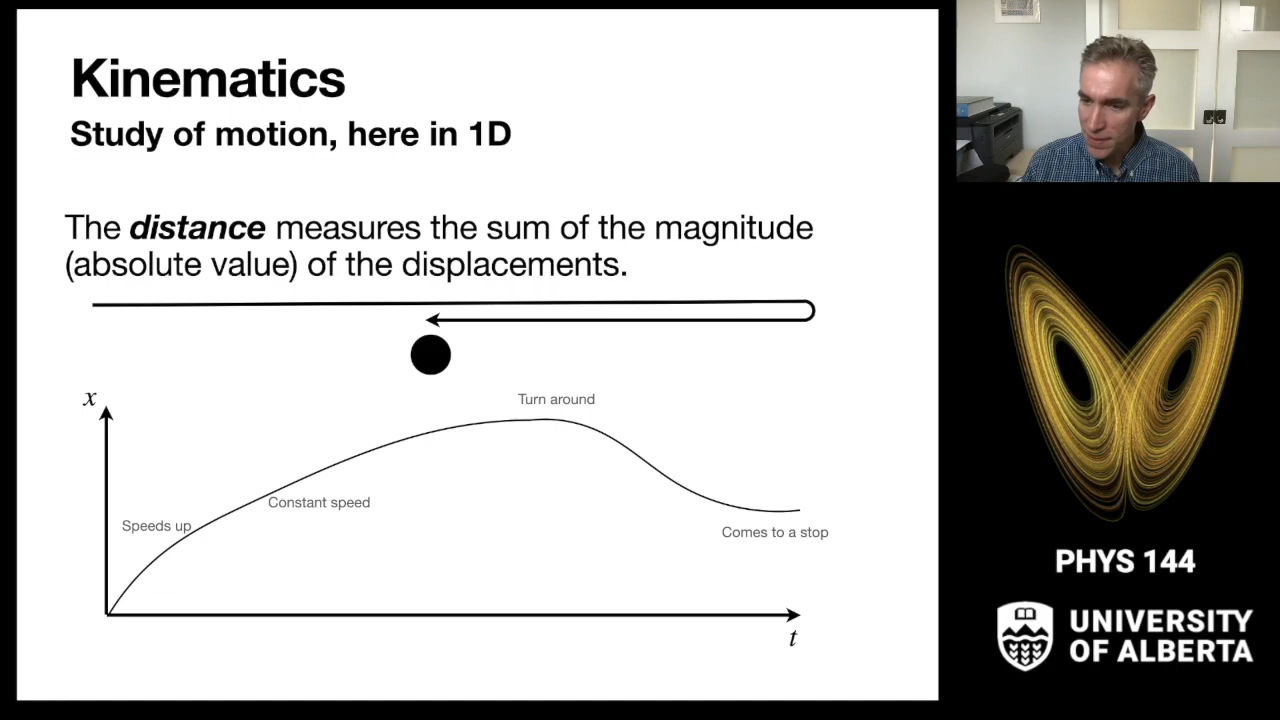 Kinematics
Study of motion, here in 1D
The distance measures the sum of the magnitude
(absolute value) of the displacements.
x
Turn around
Constant speed
Speeds up
Comes to a stop
t
PHYS 144
UNIVERSITY
OF ALBERTA